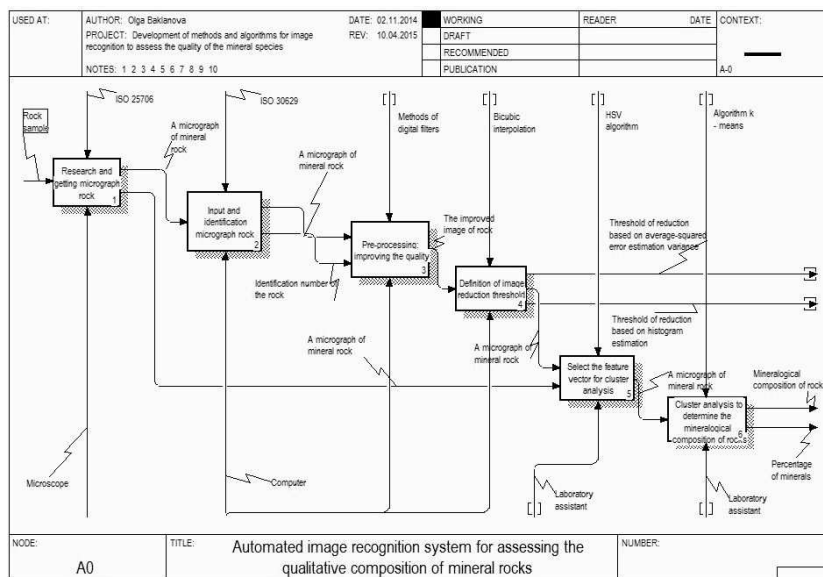 USED AT:
AUTHOR: Olga Baklanova
DATE: 02.11.2014
PROJECT: Development of methods and algorithms for image
recognition to assess the quality of the mineral species
REV: 10.04.2015
NOTES: 1 2 3 4 5 6 7 8 9 10
WORKING
DRAFT
RECOMMENDED
PUBLICATION
READER
DATE
CONTEXT:
A-0
ISO 25706
ISO 30629
Methods of
digital filters
Bicubic
interpolation
HSV
algorithm
Algorithm k
- means
Rock
sample
A micrograph
of mineral
rock
Research and
getting micrograph
rock
1
A micrograph of
mineral rock
Input and
identification
micrograph rock
2
Identification number of
the rock
Pre-processing:
improving the quality
3
The improved
image of rock
Definition of image
reduction threshold
4
Threshold of reduction
based on average-squared
error estimation variance
Threshold of reduction
based on histogram
estimation
A micrograph of
mineral rock
A micrograph of
mineral rock
Select the feature
vector for cluster
analysis
5
A micrograph of
mineral rock
Cluster analysis to
determine the
mineralogical
composition of rocks
6
Mineralogical
composition of rock
Percentage
of minerals
Microscope
Computer
Laboratory
assistant
Laboratory
assistant
NODE:
A0
TITLE:
Automated image recognition system for assessing the
qualitative composition of mineral rocks
NUMBER: